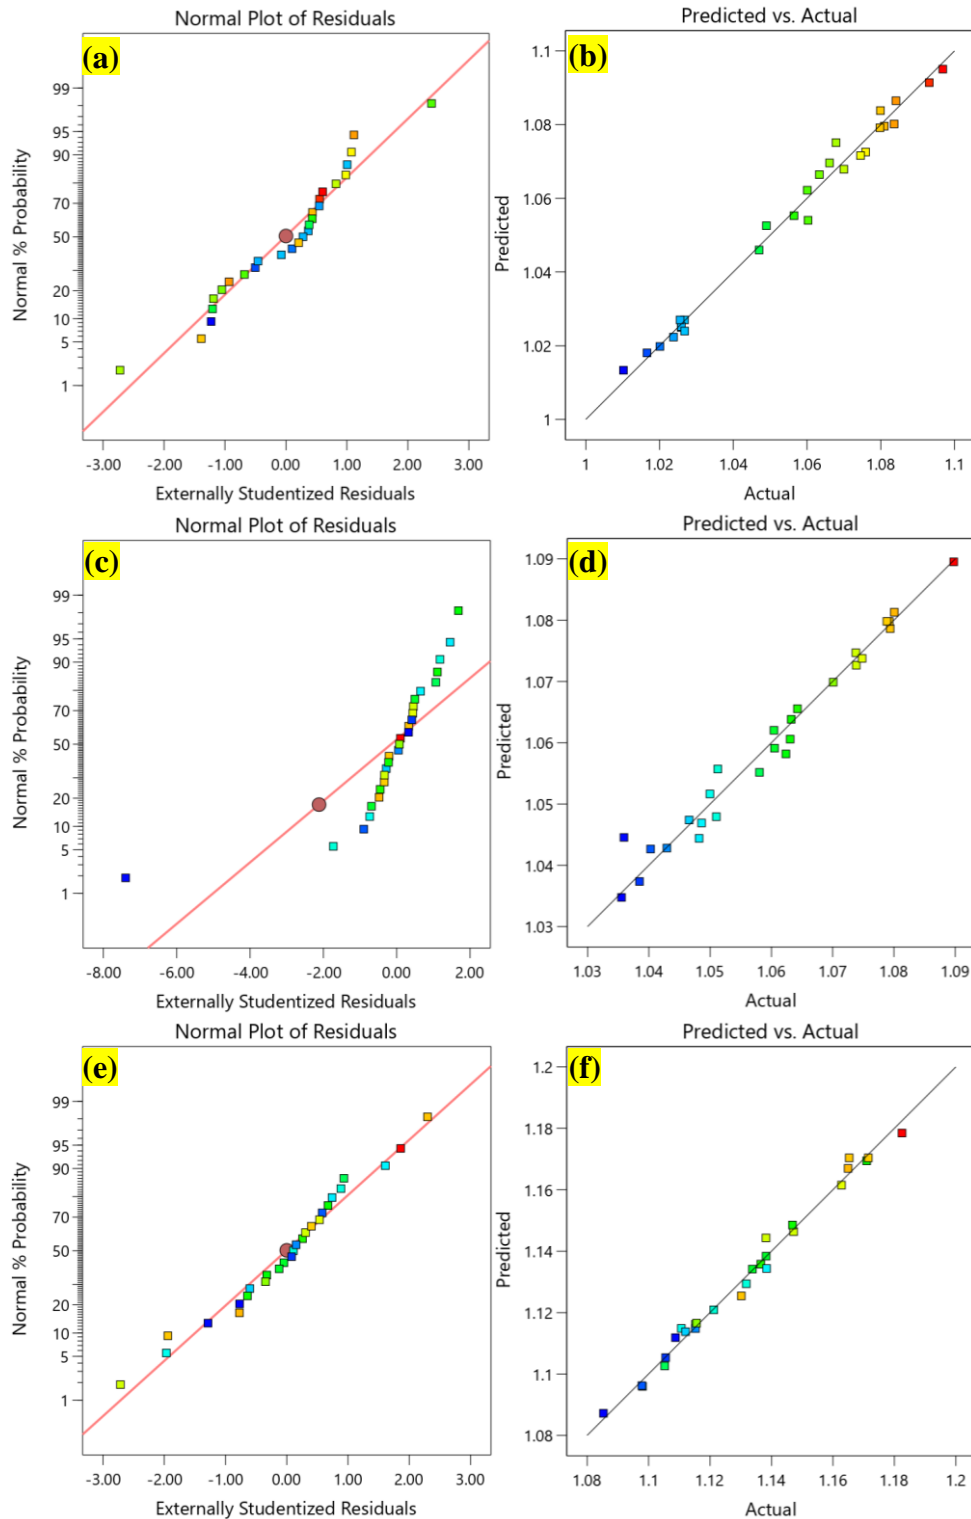 Normal Plot of Residuals
(a)
Normal % Probability
99
95
90
70
50
20
10
5
1
-3.00 -2.00 -1.00 0.00 1.00 2.00 3.00
Externally Studentized Residuals
Predicted vs. Actual
(b)
Predicted
1.1
1.08
1.06
1.04
1.02
1
1 1.02 1.04 1.06 1.08 1.1
Actual
Normal Plot of Residuals
(c)
Normal % Probability
99
95
90
70
50
20
10
5
1
-8.00 -6.00 -4.00 -2.00 0.00 2.00
Externally Studentized Residuals
Predicted vs. Actual
(d)
Predicted
1.09
1.08
1.07
1.06
1.05
1.04
1.03
1.03 1.04 1.05 1.06 1.07 1.08 1.09
Actual
Normal Plot of Residuals
(e)
Normal % Probability
99
95
90
70
50
20
10
5
1
-3.00 -2.00 -1.00 0.00 1.00 2.00 3.00
Externally Studentized Residuals
Predicted vs. Actual
(f)
Predicted
1.2
1.18
1.16
1.14
1.12
1.1
1.08
1.08 1.1 1.12 1.14 1.16 1.18 1.2
Actual